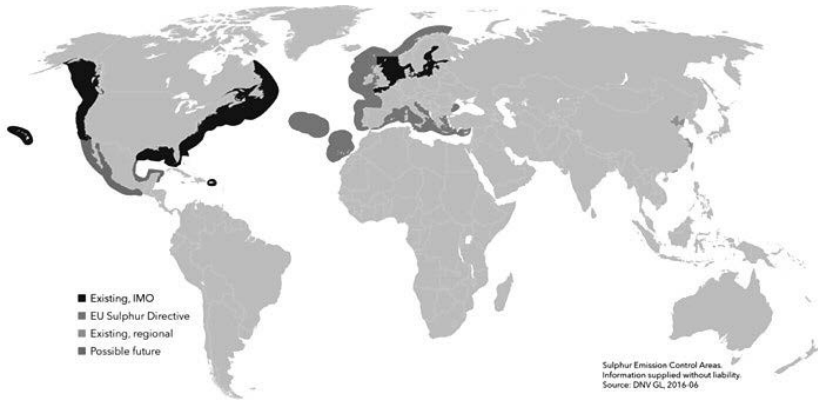 Existing, IMO
EU Sulphur Directive
Existing, regional
Possible future
Sulphur Emission Control Areas.
Information supplied without liability.
Source: DNV GL, 2016-06